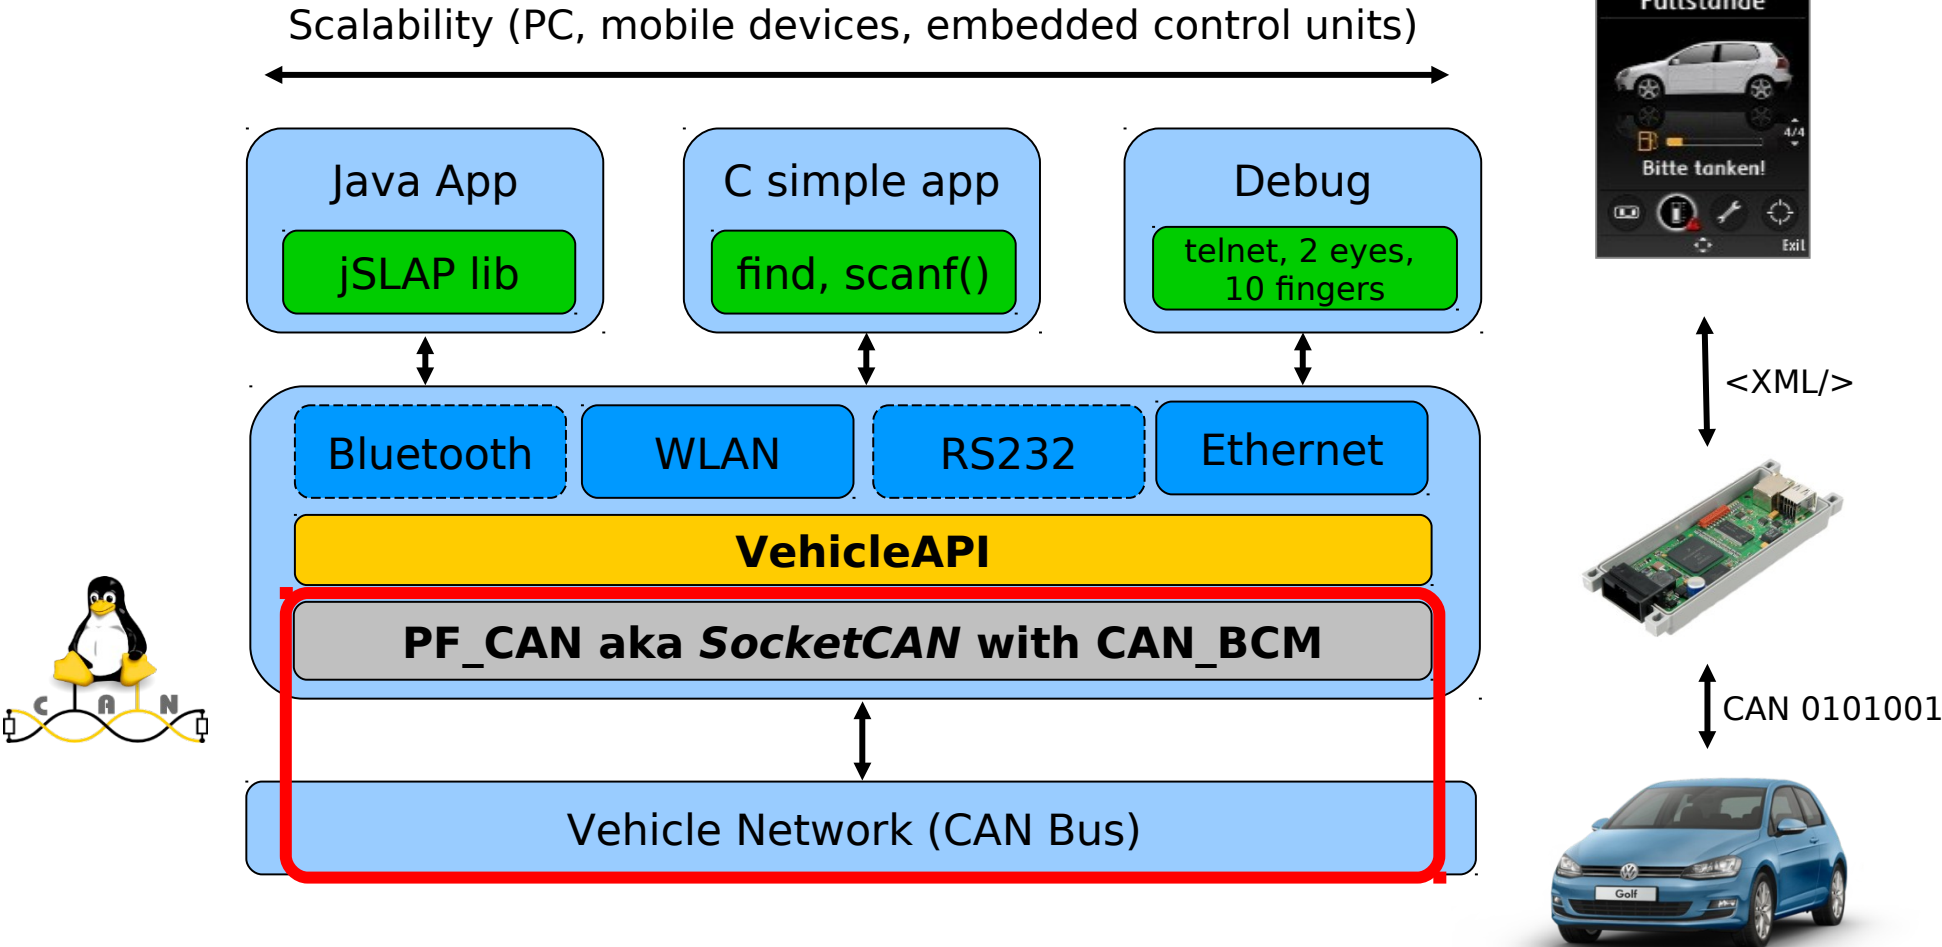 Scalability (PC, mobile devices, embedded control units)
Füllstände
4/4
Bitte tanken!
Exit
Java App
jSLAP lib
C simple app
find, scanf()
Debug
telnet, 2 eyes,
10 fingers
<XML/>
Bluetooth
WLAN
RS232
Ethernet
VehicleAPI
PF_CAN aka SocketCAN with CAN_BCM
C A N
CAN 0101001
Vehicle Network (CAN Bus)
Golf